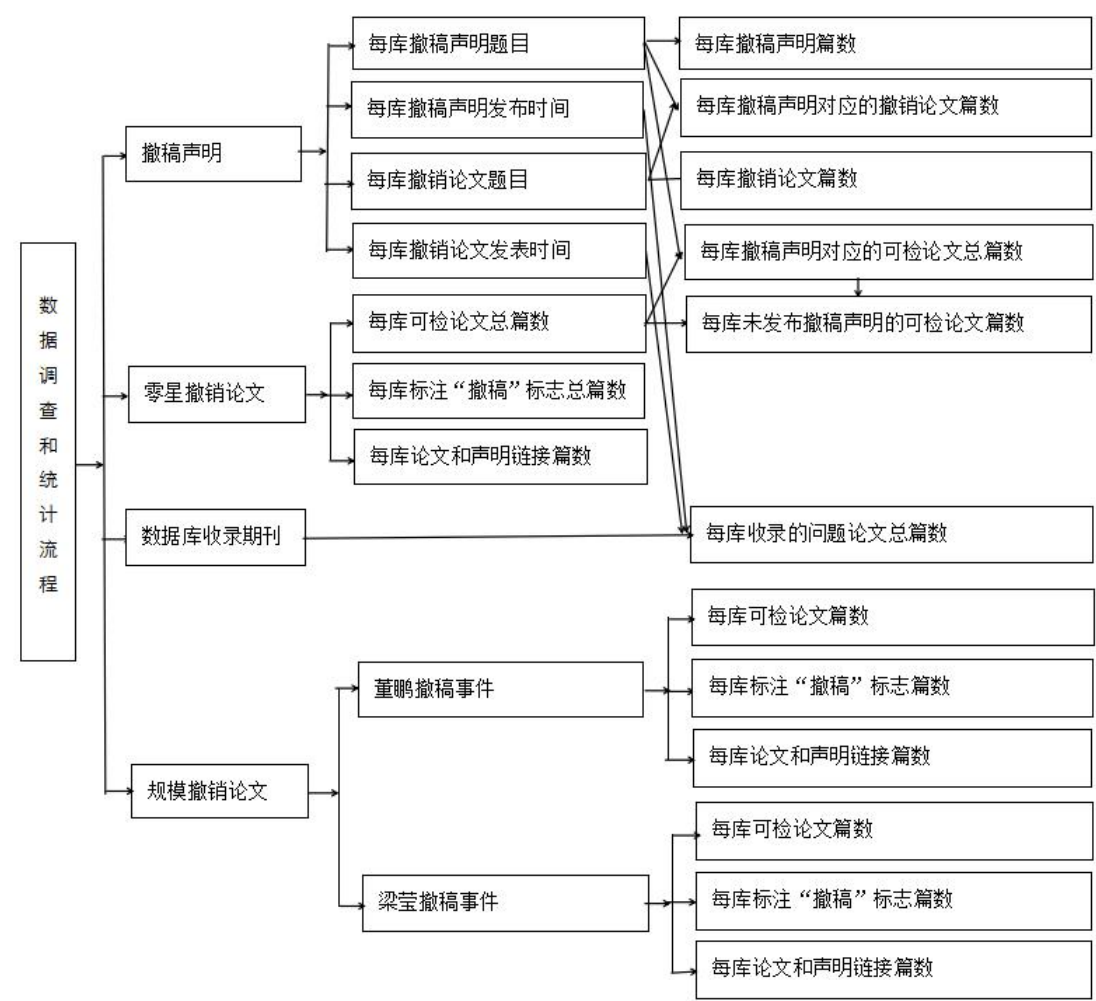 数据调查和统计流程
撤稿声明
每库撤稿声明题目
每库撤稿声明发布时间
每库撤销论文题目
每库撤销论文发表时间
每库撤稿声明篇数
每库撤稿声明对应的撤销论文篇数
每库撤销论文篇数
每库撤稿声明对应的可检论文总篇数
每库未发布撤稿声明的可检论文篇数
零星撤销论文
每库可检论文总篇数
每库标注“撤稿”标志总篇数
每库论文和声明链接篇数
数据库收录期刊
每库收录的问题论文总篇数
规模撤销论文
董鹏撤稿事件
每库可检论文篇数
每库标注“撤稿”标志篇数
每库论文和声明链接篇数
梁莹撤稿事件
每库可检论文篇数
每库标注“撤稿”标志篇数
每库论文和声明链接篇数